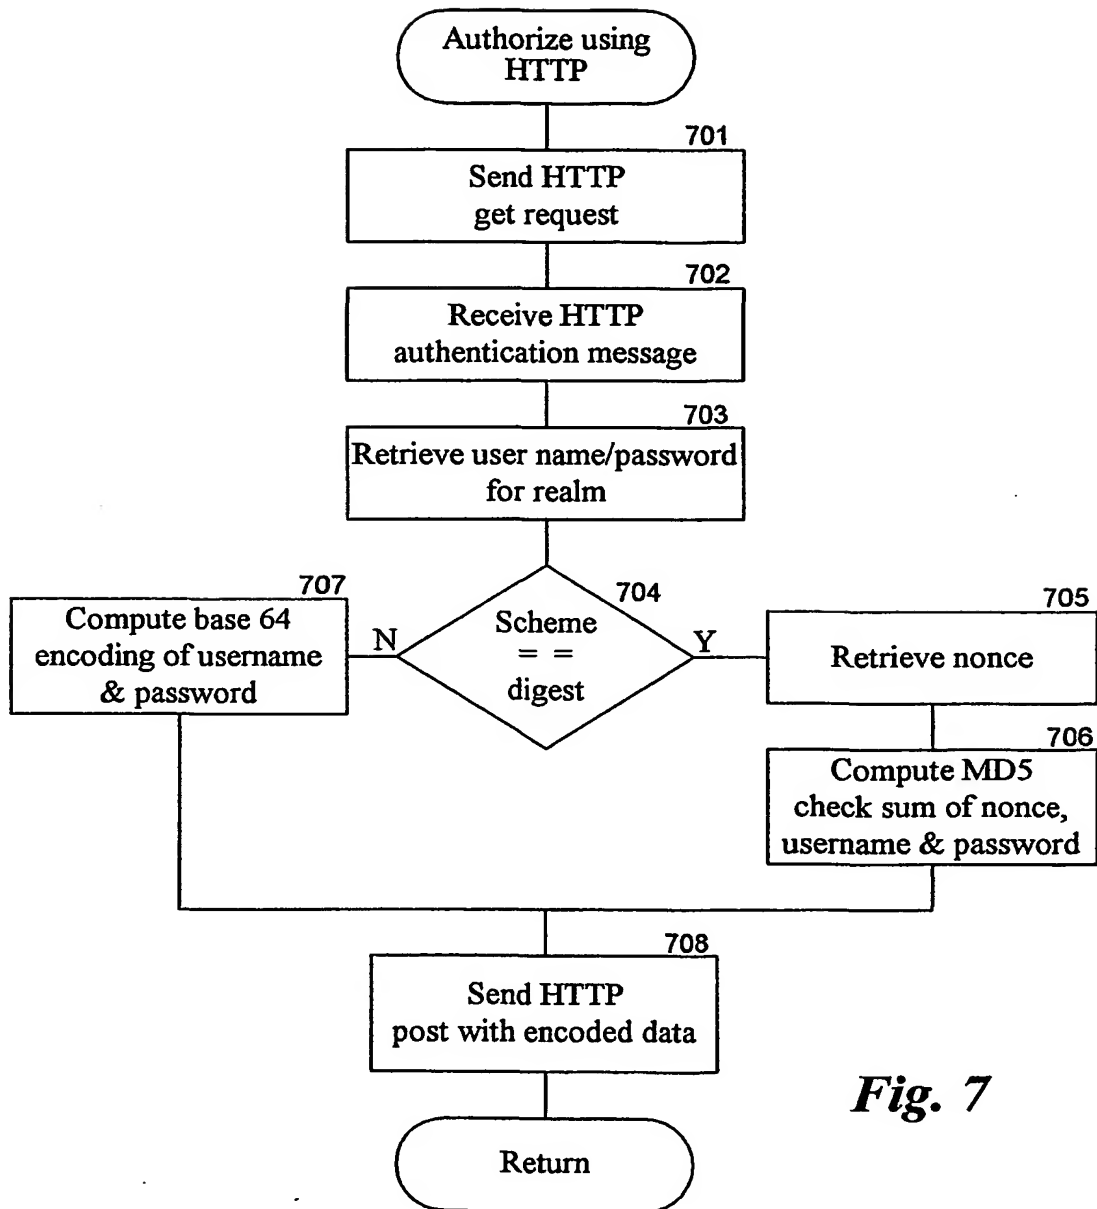 Authorize using
HTTP
701
Send HTTP
get request
702
Receive HTTP
authentication message
703
Retrieve user name/password
for realm
704
Scheme
= =
digest
N
Y
707
Compute base 64
encoding of username
& password
705
Retrieve nonce
706
Compute MD5
check sum of nonce,
username & password
708
Send HTTP
post with encoded data
Return
Fig. 7